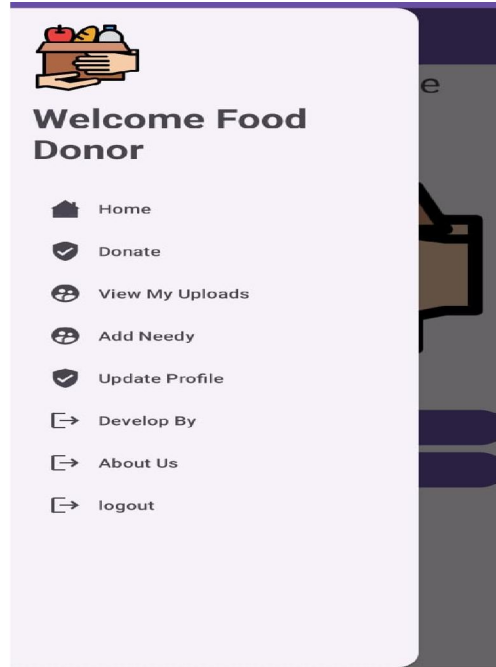 Welcome Food
Donor
Home
Donate
View My Uploads
Add Needy
Update Profile
Develop By
About Us
logout
e